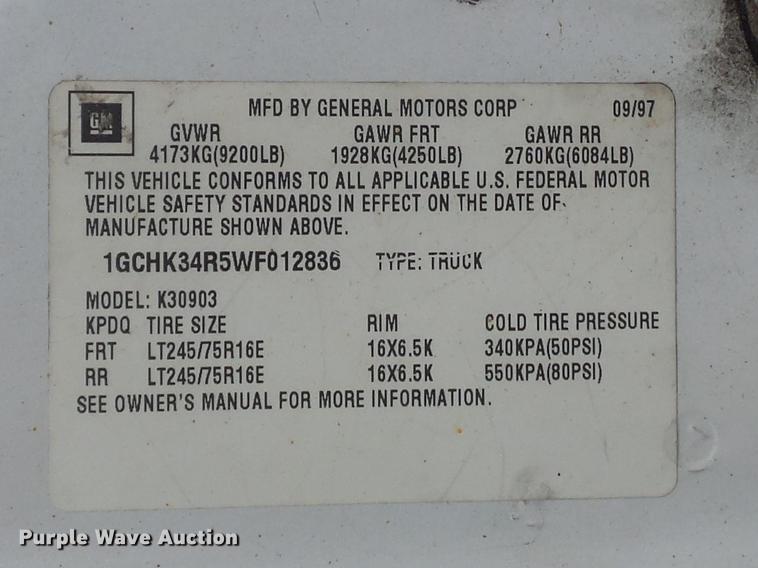 MFD BY GENERAL MOTORS CORP 09/97
GM
GVWR GAWR FRT GAWR RR
4173KG(9200LB) 1928KG(4250LB) 2760KG(6084LB)
THIS VEHICLE CONFORMS TO ALL APPLICABLE U.S. FEDERAL MOTOR
VEHICLE SAFETY STANDARDS IN EFFECT ON THE DATE OF
MANUFACTURE SHOWN ABOVE.
1GCHK34R5WF012836 TYPE: TRUCK
MODEL: K30903
KPDQ TIRE SIZE RIM COLD TIRE PRESSURE
FRT LT245/75R16E 16X6.5K 340KPA(50PSI)
RR LT245/75R16E 16X6.5K 550KPA(80PSI)
SEE OWNER'S MANUAL FOR MORE INFORMATION.
Purple Wave Auction